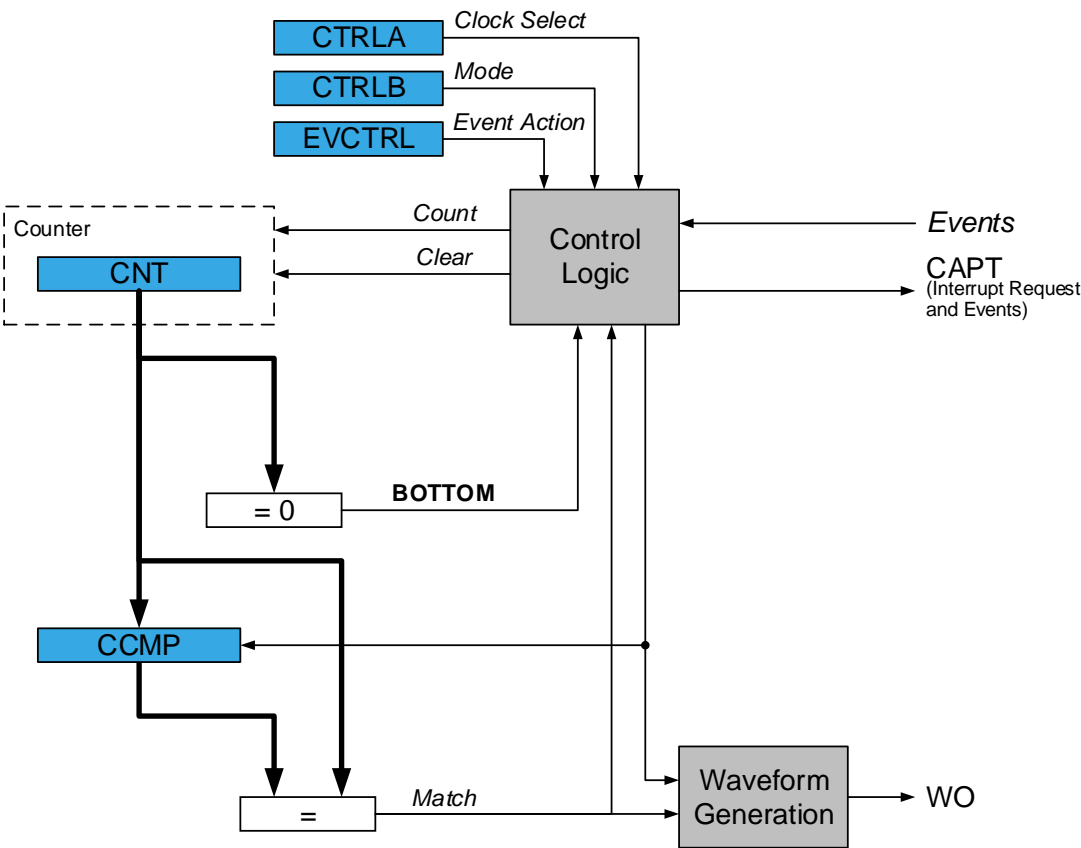 CTRLA
Clock Select
CTRLB
Mode
EVCTRL
Event Action
Counter
CNT
Count
Clear
Control
Logic
Events
CAPT
(Interrupt Request
and Events)
= 0
BOTTOM
CCMP
=
Match
Waveform
Generation
WO